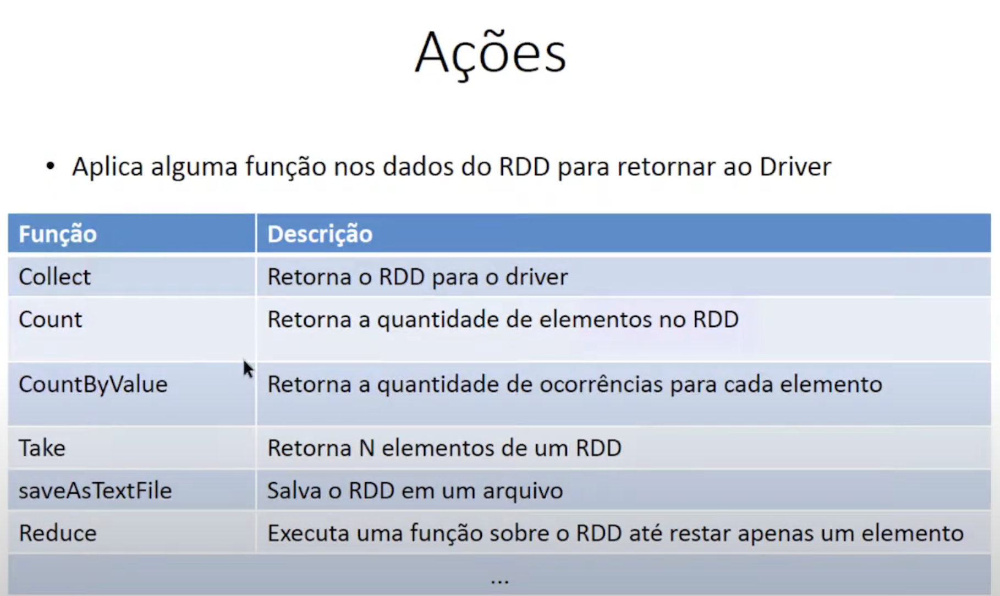 Ações
• Aplica alguma função nos dados do RDD para retornar ao Driver
Função Descrição
Collect Retorna o RDD para o driver
Count Retorna a quantidade de elementos no RDD
CountByValue Retorna a quantidade de ocorrências para cada elemento
Take Retorna N elementos de um RDD
saveAsTextFile Salva o RDD em um arquivo
Reduce Executa uma função sobre o RDD até restar apenas um elemento
...